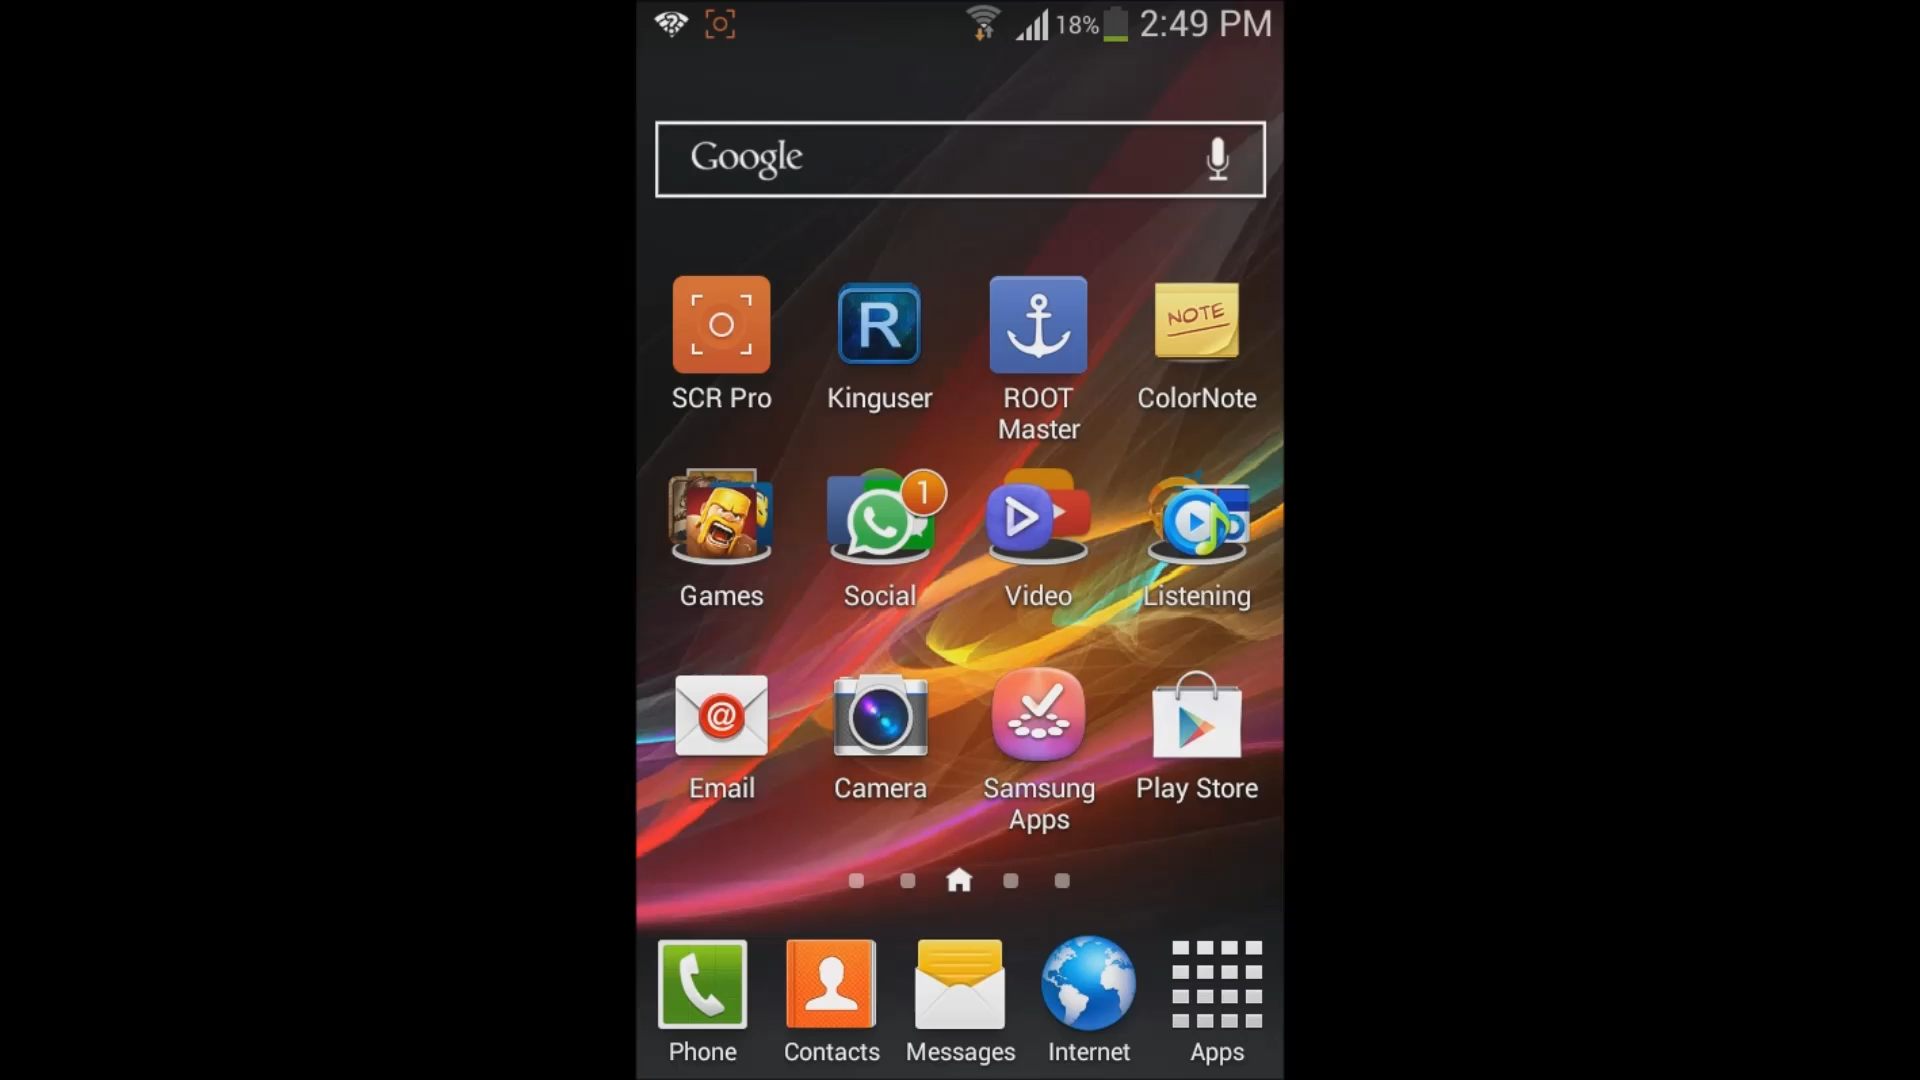 18% 2:49 PM
Google
SCR Pro
R
Kinguser
ROOT
Master
NOTE
ColorNote
Games
1
Social
Video
Listening
@
Email
Camera
Samsung
Apps
Play Store
Phone
Contacts
Messages
Internet
Apps